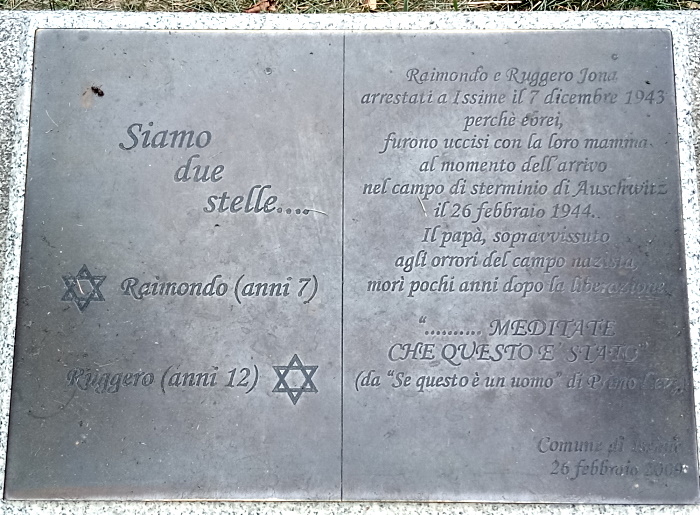 Siamo
due
stelle....
Raimondo (anni 7)
Ruggero (anni 12)
Raimondo e Ruggero Jona
arrestati a Issime il 7 dicembre 1943
perchè ebrei,
furono uccisi con la loro mamma
al momento dell'arrivo
nel campo di sterminio di Auschwitz
il 26 febbraio 1944.
Il papà, sopravvissuto
agli orrori del campo nazista
morì pochi anni dopo la liberazione.
".......... MEDITATE
CHE QUESTO E' STATO"
(da "Se questo è un uomo" di Primo Levi)
Comune di Issime
26 febbraio